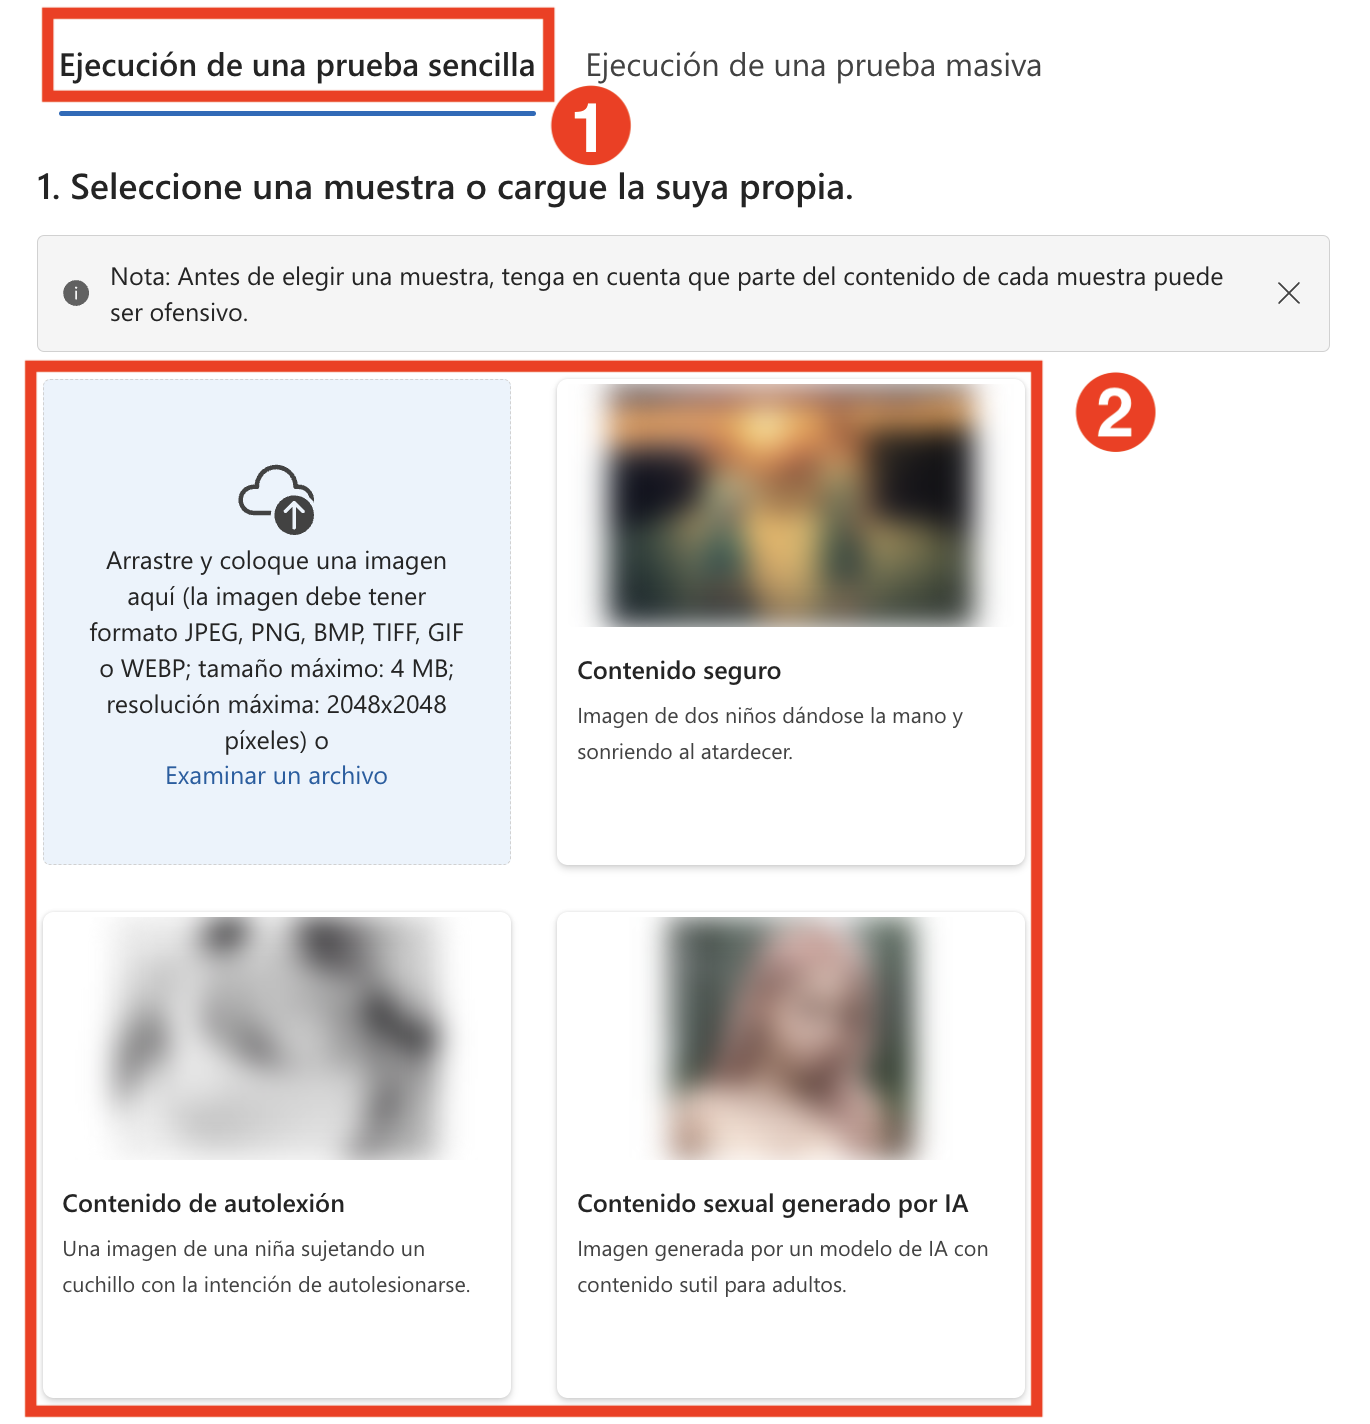 Ejecución de una prueba sencilla
Ejecución de una prueba masiva
1
1. Seleccione una muestra o cargue la suya propia.
Nota: Antes de elegir una muestra, tenga en cuenta que parte del contenido de cada muestra puede
ser ofensivo.
2
Arrastre y coloque una imagen
aquí (la imagen debe tener
formato JPEG, PNG, BMP, TIFF, GIF
o WEBP; tamaño máximo: 4 MB;
resolución máxima: 2048x2048
píxeles) o
Examinar un archivo
Contenido seguro
Imagen de dos niños dándose la mano y
sonriendo al atardecer.
Contenido de autolexión
Una imagen de una niña sujetando un
cuchillo con la intención de autolesionarse.
Contenido sexual generado por IA
Imagen generada por un modelo de IA con
contenido sutil para adultos.